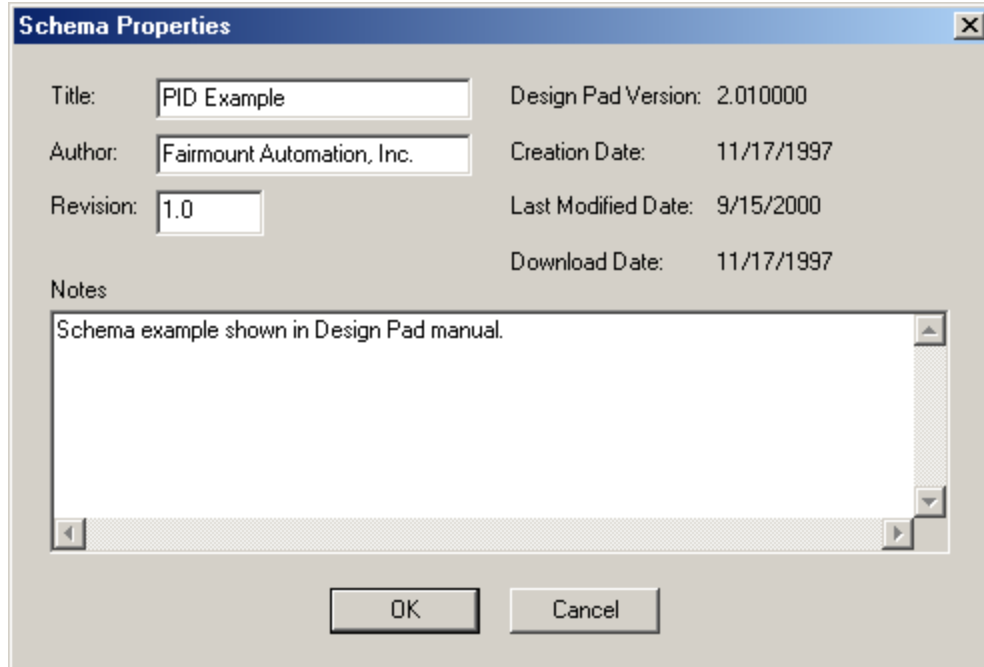 Schema Properties
Title: PID Example
Design Pad Version: 2.010000
Author: Fairmount Automation, Inc.
Creation Date: 11/17/1997
Revision: 1.0
Last Modified Date: 9/15/2000
Download Date: 11/17/1997
Notes
Schema example shown in Design Pad manual.
OK
Cancel